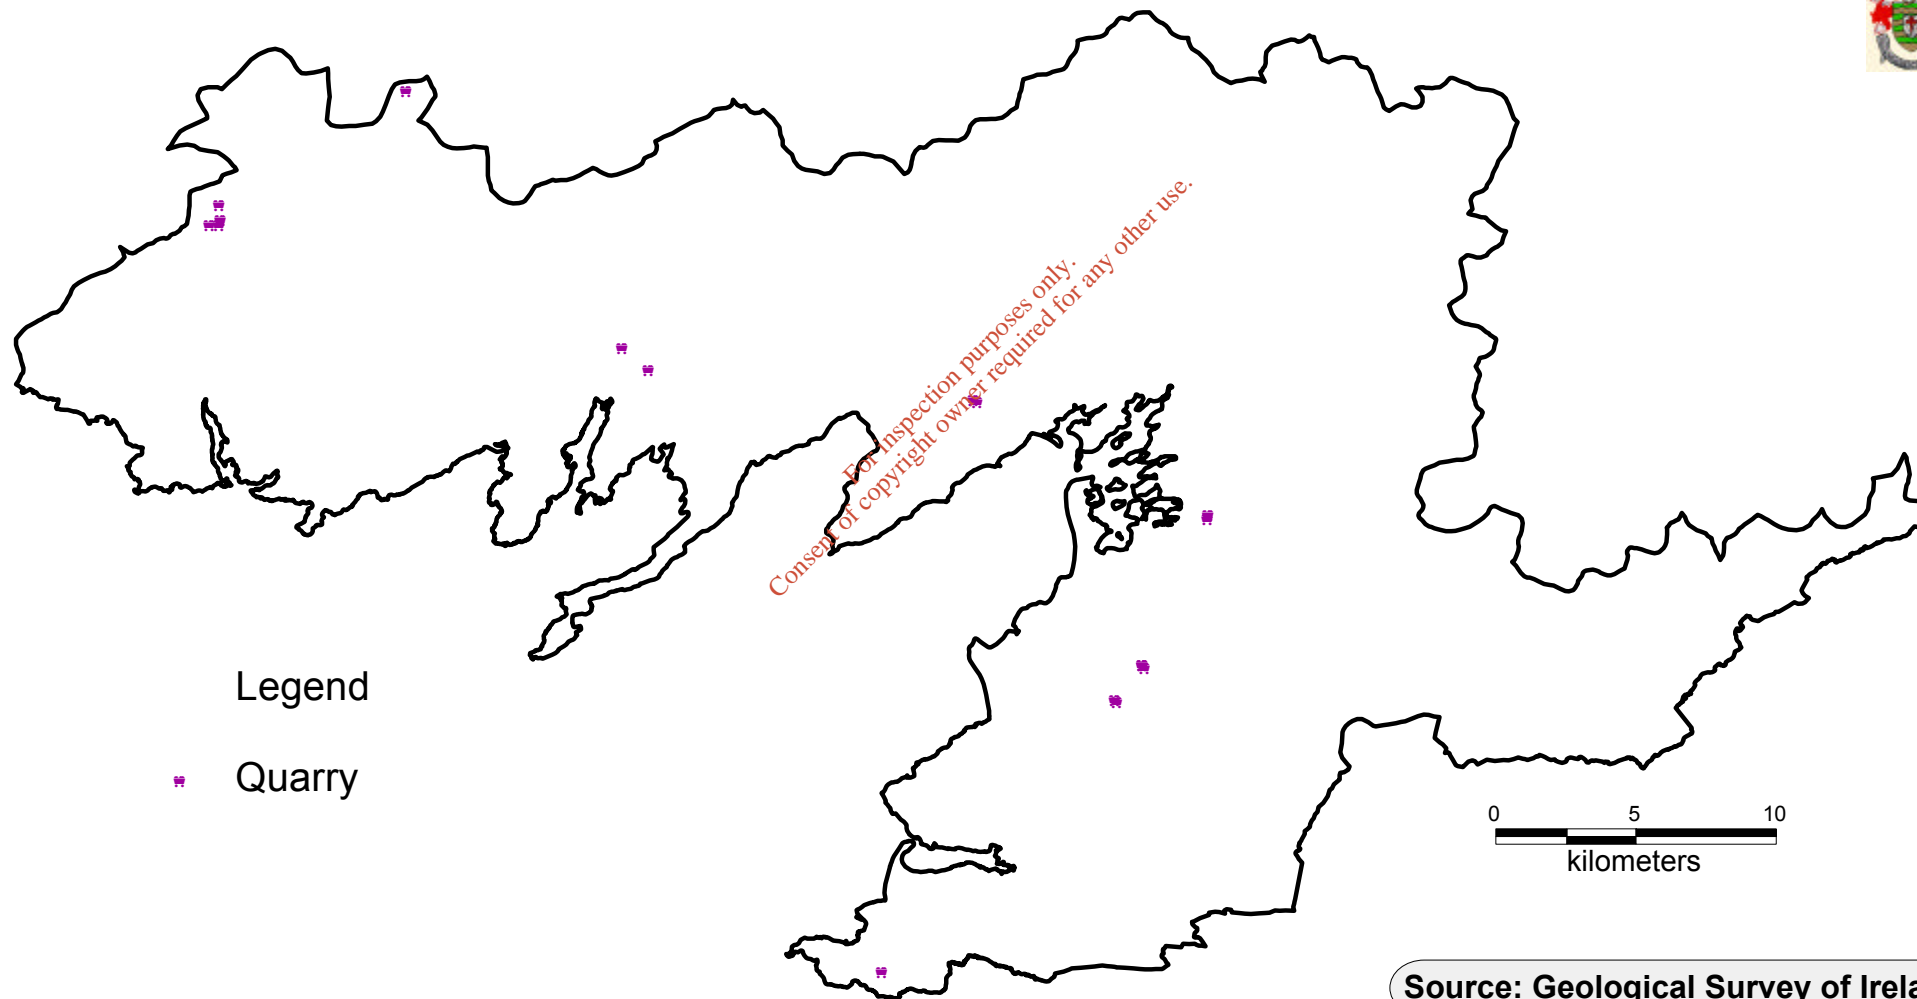 For inspection purposes only.
Consent of copyright owner required for any other use.
Legend
Quarry
0 5 10
kilometers
Source: Geological Survey of Irela